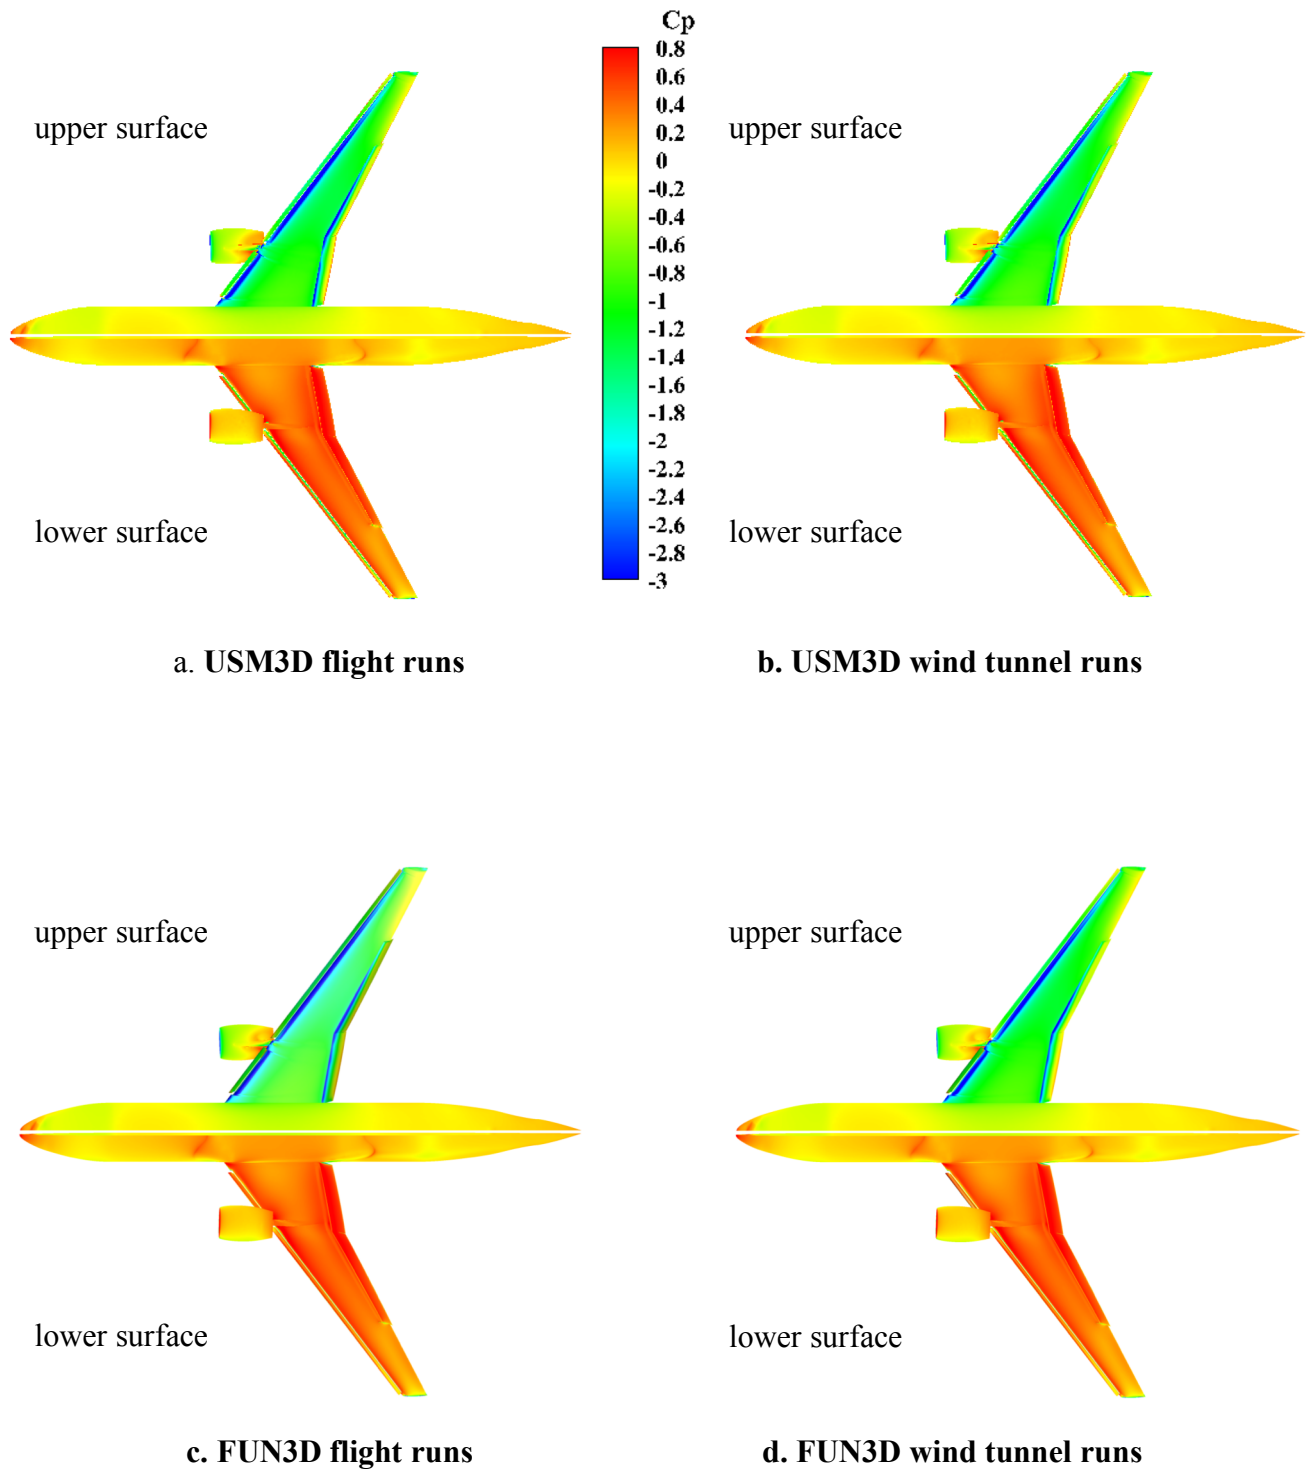 Cp
0.8
0.6
0.4
0.2
0
-0.2
-0.4
-0.6
-0.8
-1
-1.2
-1.4
-1.6
-1.8
-2
-2.2
-2.4
-2.6
-2.8
-3
upper surface
lower surface
a. USM3D flight runs
upper surface
lower surface
b. USM3D wind tunnel runs
upper surface
lower surface
c. FUN3D flight runs
upper surface
lower surface
d. FUN3D wind tunnel runs